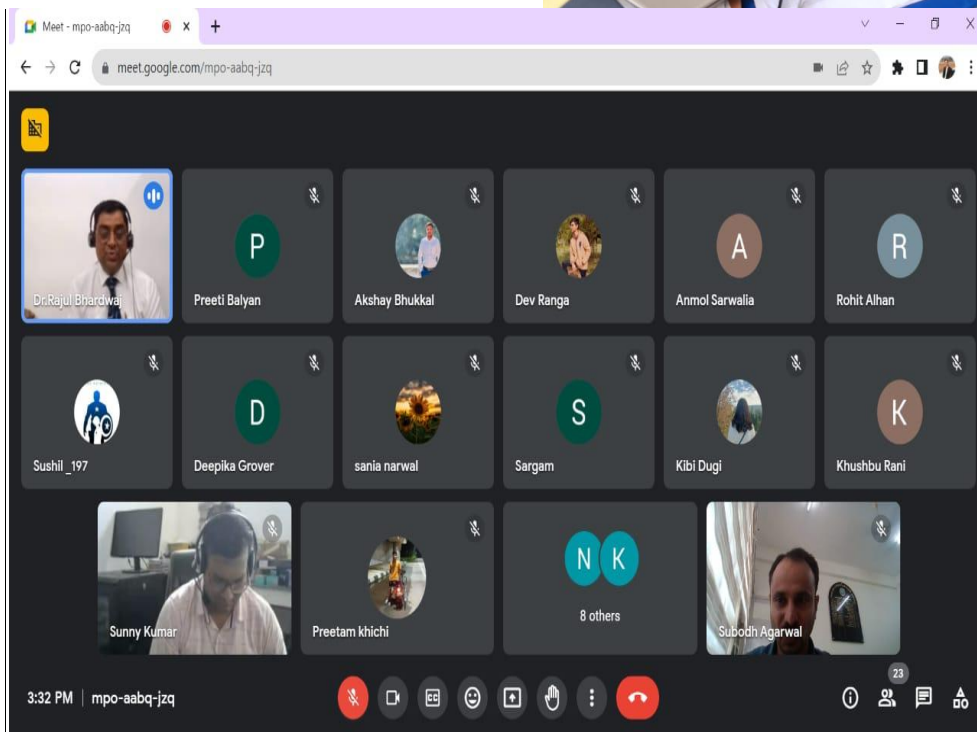 Meet - mpo-aabq-jzq
meet.google.com/mpo-aabq-jzq
Dr.Rajul Bhardwaj
P
Preeti Balyan
Akshay Bhukkal
Dev Ranga
A
Anmol Sarwalia
R
Rohit Alhan
Sushil _197
D
Deepika Grover
sania narwal
S
Sargam
Kibi Dugi
K
Khushbu Rani
Sunny Kumar
Preetam khichi
N K
8 others
Subodh Agarwal
3:32 PM | mpo-aabq-jzq
CC
23